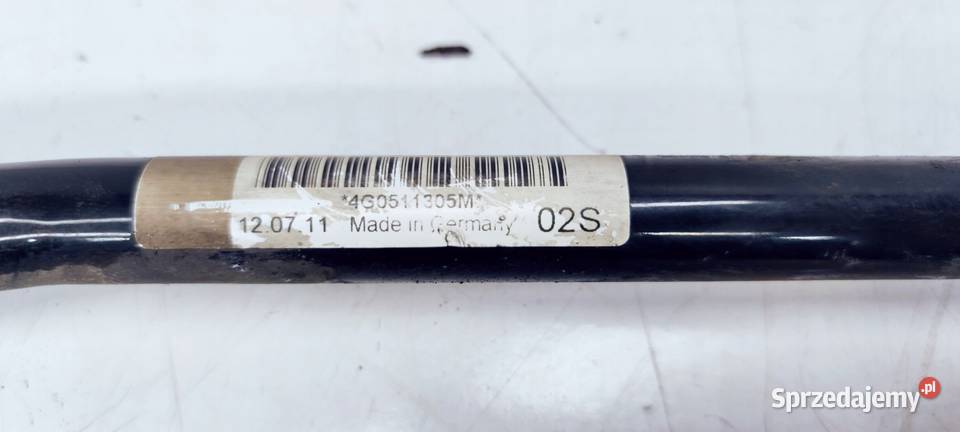 *4G0511305M*
12.07.11 Made in Germany 02S
Sprzedajemy.pl